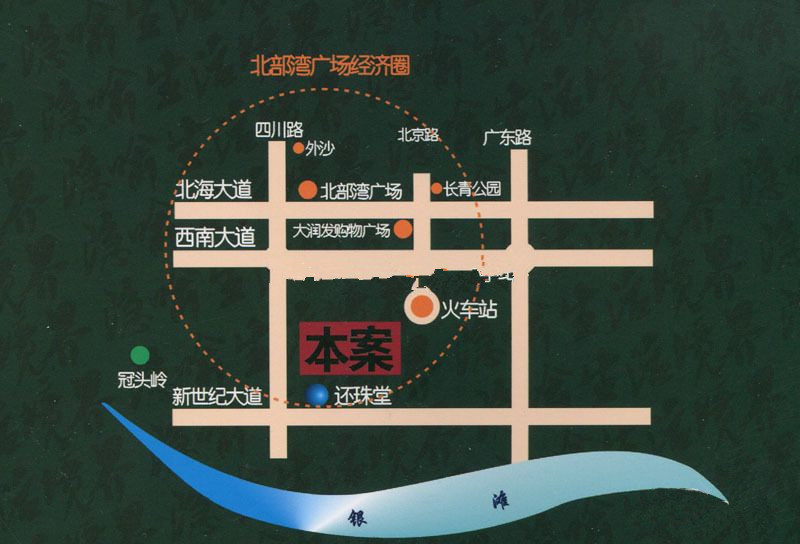 北部湾广场经济圈
四川路
北京路
广东路
外沙
北海大道
北部湾广场
长青公园
西南大道
大润发购物广场
火车站
本案
冠头岭
新世纪大道
还珠堂
银
滩